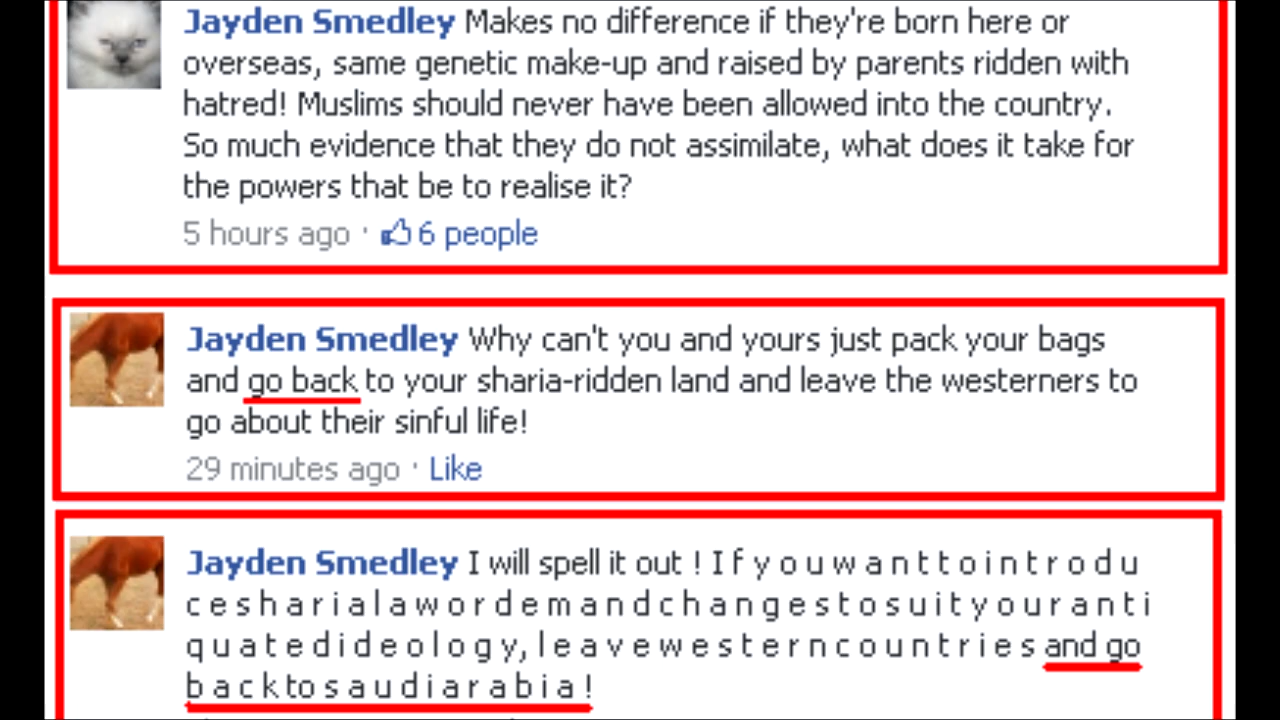 Jayden Smedley Makes no difference if they're born here or
overseas, same genetic make-up and raised by parents ridden with
hatred! Muslims should never have been allowed into the country.
So much evidence that they do not assimilate, what does it take for
the powers that be to realise it?
5 hours ago · 6 people
Jayden Smedley Why can't you and yours just pack your bags
and go back to your sharia-ridden land and leave the westerners to
go about their sinful life!
29 minutes ago · Like
Jayden Smedley I will spell it out ! I f y o u w a n t t o i n t r o d u
c e s h a r i a l a w o r d e m a n d c h a n g e s t o s u i t y o u r a n t i
q u a t e d i d e o l o g y, l e a v e w e s t e r n c o u n t r i e s and go
b a c k to s a u d i a r a b i a !